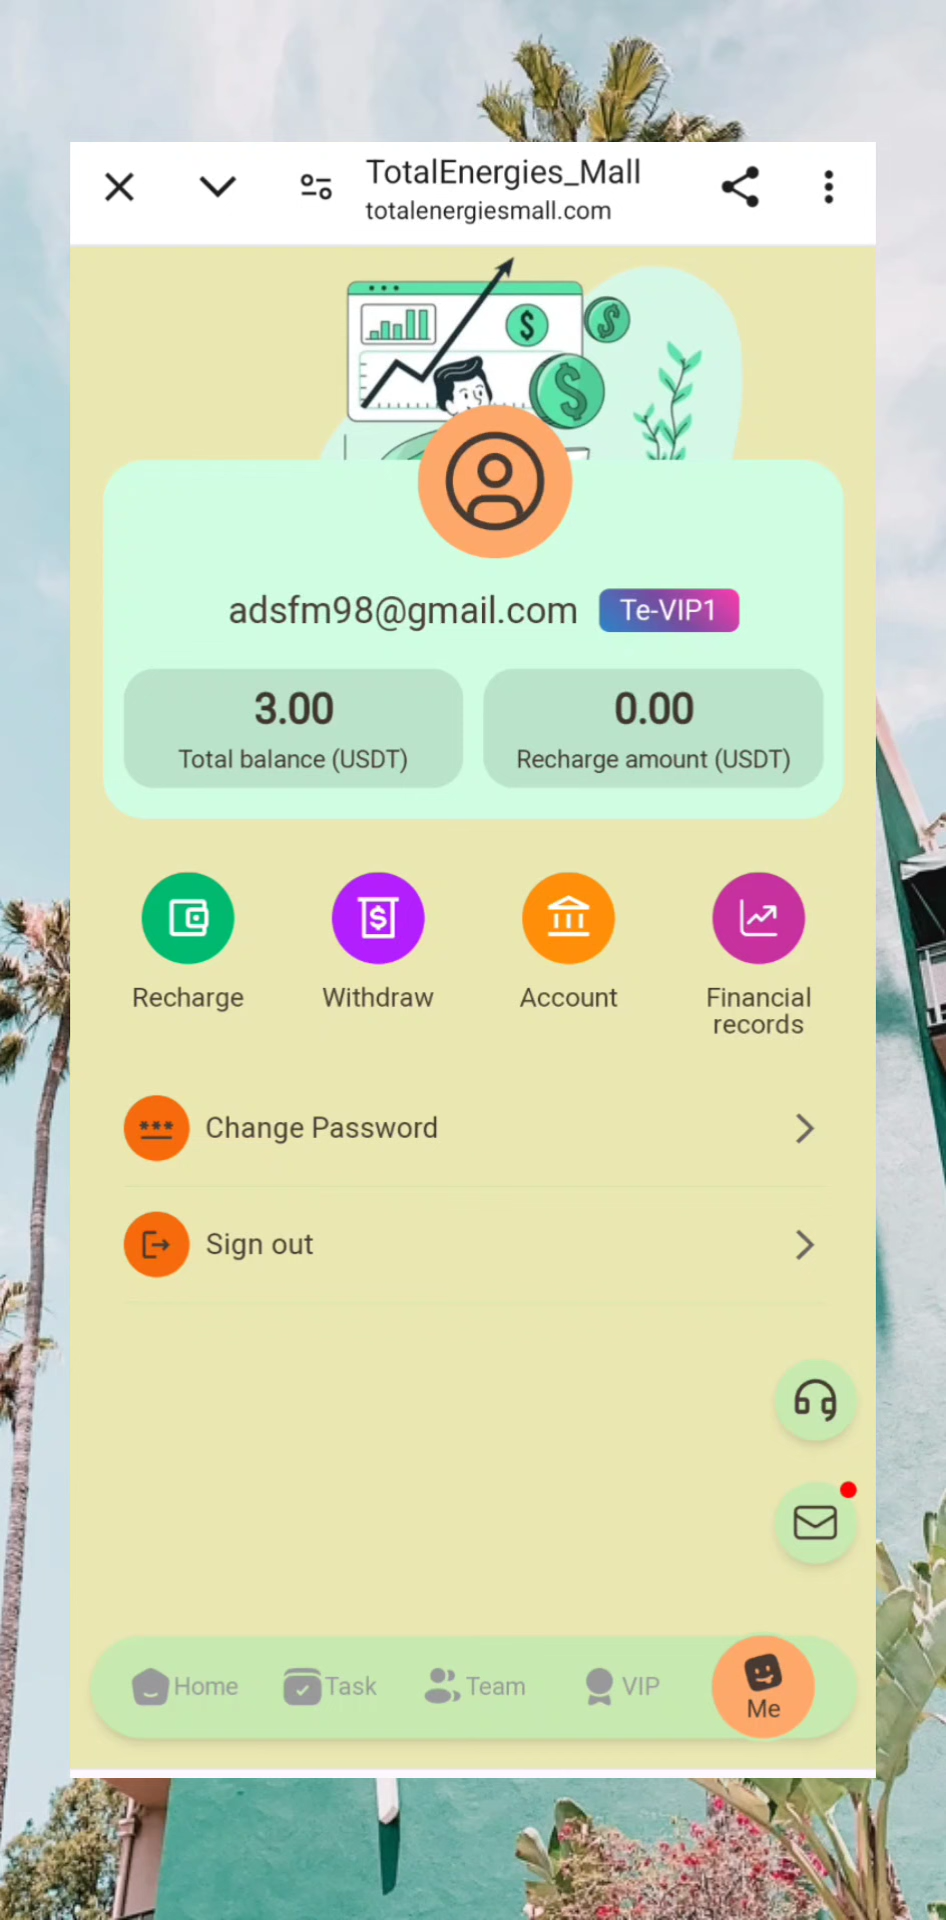 TotalEnergies_Mall
totalenergiesmall.com
adsfm98@gmail.com Te-VIP1
3.00 0.00
Total balance (USDT) Recharge amount (USDT)
Recharge Withdraw Account Financial
records
Change Password
Sign out
Home Task Team VIP
Me